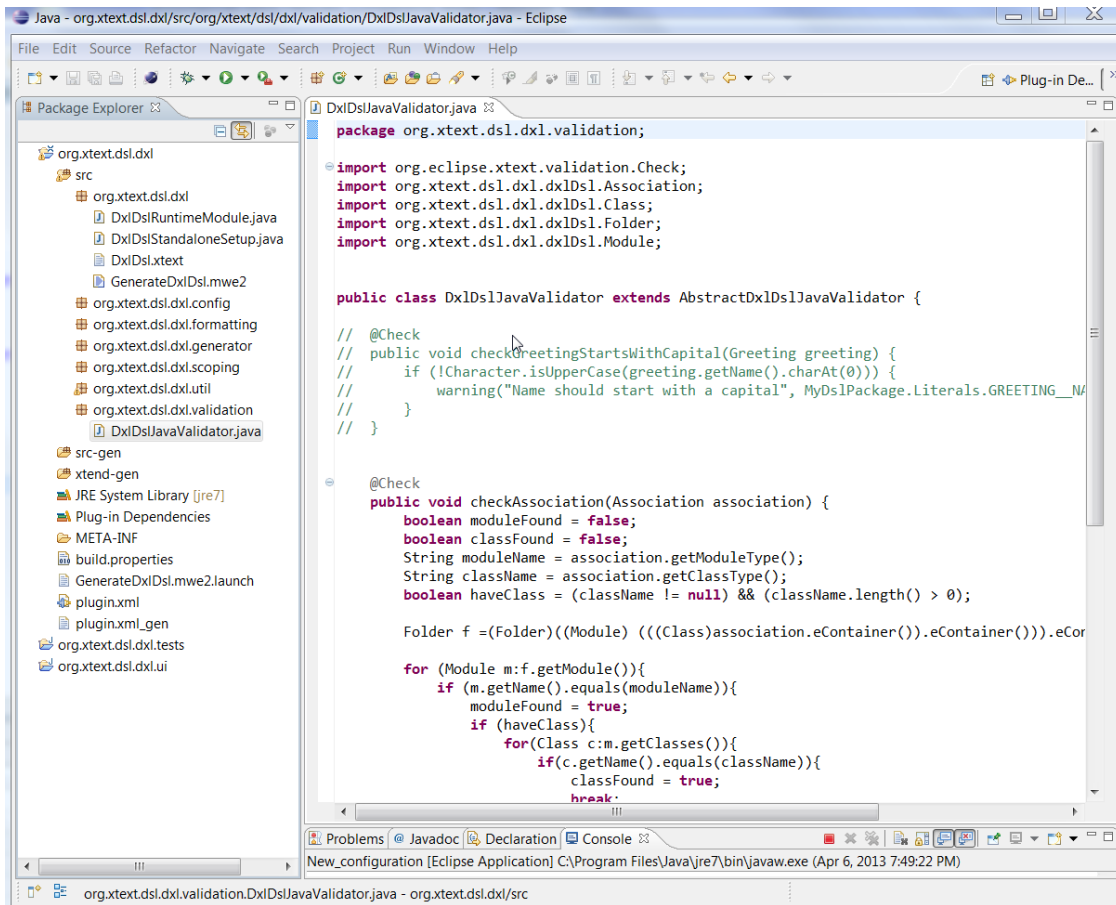 Java - org.xtext.dsl.dxl/src/org/xtext/dsl/dxl/validation/DxlDslJavaValidator.java - Eclipse
File Edit Source Refactor Navigate Search Project Run Window Help
Plug-in De...
Package Explorer
org.xtext.dsl.dxl
src
org.xtext.dsl.dxl
DxlDslRuntimeModule.java
DxlDslStandaloneSetup.java
DxlDsl.xtext
GenerateDxlDsl.mwe2
org.xtext.dsl.dxl.config
org.xtext.dsl.dxl.formatting
org.xtext.dsl.dxl.generator
org.xtext.dsl.dxl.scoping
org.xtext.dsl.dxl.util
org.xtext.dsl.dxl.validation
DxlDslJavaValidator.java
src-gen
xtend-gen
JRE System Library [jre7]
Plug-in Dependencies
META-INF
build.properties
GenerateDxlDsl.mwe2.launch
plugin.xml
plugin.xml_gen
org.xtext.dsl.dxl.tests
org.xtext.dsl.dxl.ui
DxlDslJavaValidator.java
package org.xtext.dsl.dxl.validation;
import org.eclipse.xtext.validation.Check;
import org.xtext.dsl.dxl.dxlDsl.Association;
import org.xtext.dsl.dxl.dxlDsl.Class;
import org.xtext.dsl.dxl.dxlDsl.Folder;
import org.xtext.dsl.dxl.dxlDsl.Module;
public class DxlDslJavaValidator extends AbstractDxlDslJavaValidator {
// @Check
// public void checkGreetingStartsWithCapital(Greeting greeting) {
// if (!Character.isUpperCase(greeting.getName().charAt(0))) {
// warning("Name should start with a capital", MyDslPackage.Literals.GREETING__NA
// }
// }
@Check
public void checkAssociation(Association association) {
boolean moduleFound = false;
boolean classFound = false;
String moduleName = association.getModuleType();
String className = association.getClassType();
boolean haveClass = (className != null) && (className.length() > 0);
Folder f =(Folder)((Module) (((Class)association.eContainer()).eContainer())).eCon
for (Module m:f.getModule()){
if (m.getName().equals(moduleName)){
moduleFound = true;
if (haveClass){
for(Class c:m.getClasses()){
if(c.getName().equals(className)){
classFound = true;
break;
Problems @ Javadoc Declaration Console
New_configuration [Eclipse Application] C:\Program Files\Java\jre7\bin\javaw.exe (Apr 6, 2013 7:49:22 PM)
org.xtext.dsl.dxl.validation.DxlDslJavaValidator.java - org.xtext.dsl.dxl/src